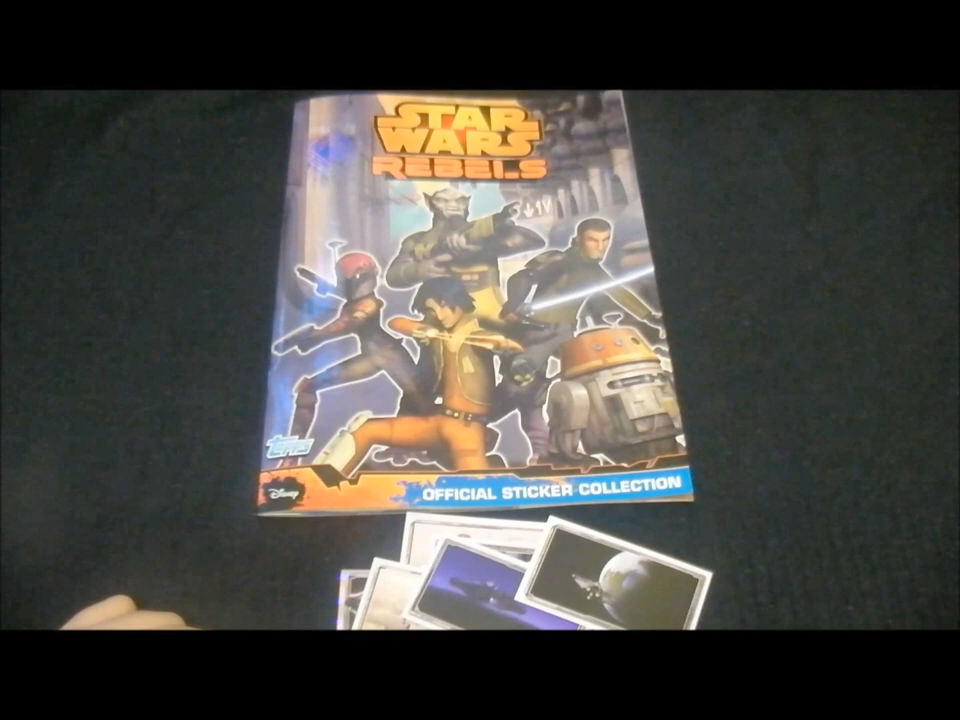 STAR
WARS
REBELS
TOPPS
Disney
OFFICIAL STICKER COLLECTION